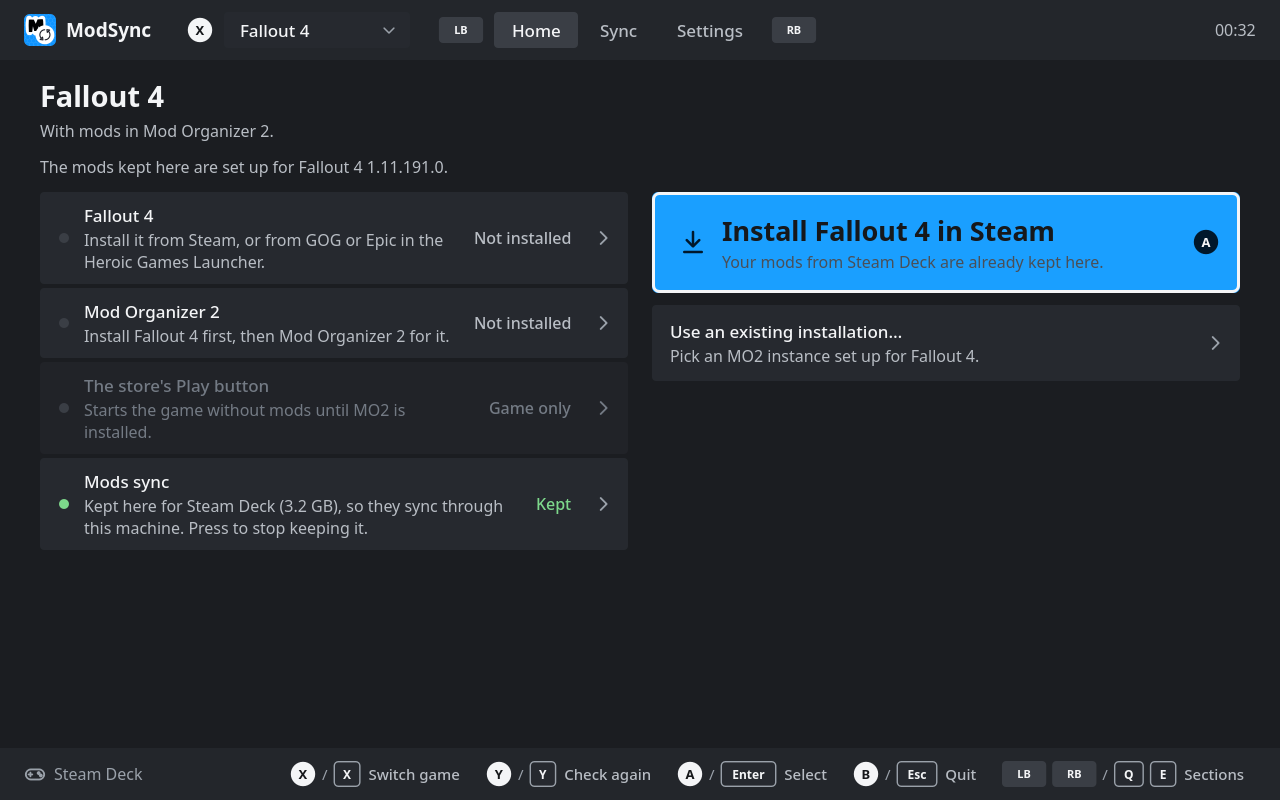 ModSync X Fallout 4 LB Home Sync Settings RB 00:32
Fallout 4
With mods in Mod Organizer 2.
The mods kept here are set up for Fallout 4 1.11.191.0.
Fallout 4
Install it from Steam, or from GOG or Epic in the
Heroic Games Launcher.
Not installed
Mod Organizer 2
Install Fallout 4 first, then Mod Organizer 2 for it.
Not installed
The store's Play button
Starts the game without mods until MO2 is
installed.
Game only
Mods sync
Kept here for Steam Deck (3.2 GB), so they sync through
this machine. Press to stop keeping it.
Kept
Install Fallout 4 in Steam
Your mods from Steam Deck are already kept here.
A
Use an existing installation...
Pick an MO2 instance set up for Fallout 4.
Steam Deck X / X Switch game Y / Y Check again A / Enter Select B / Esc Quit LB RB / Q E Sections